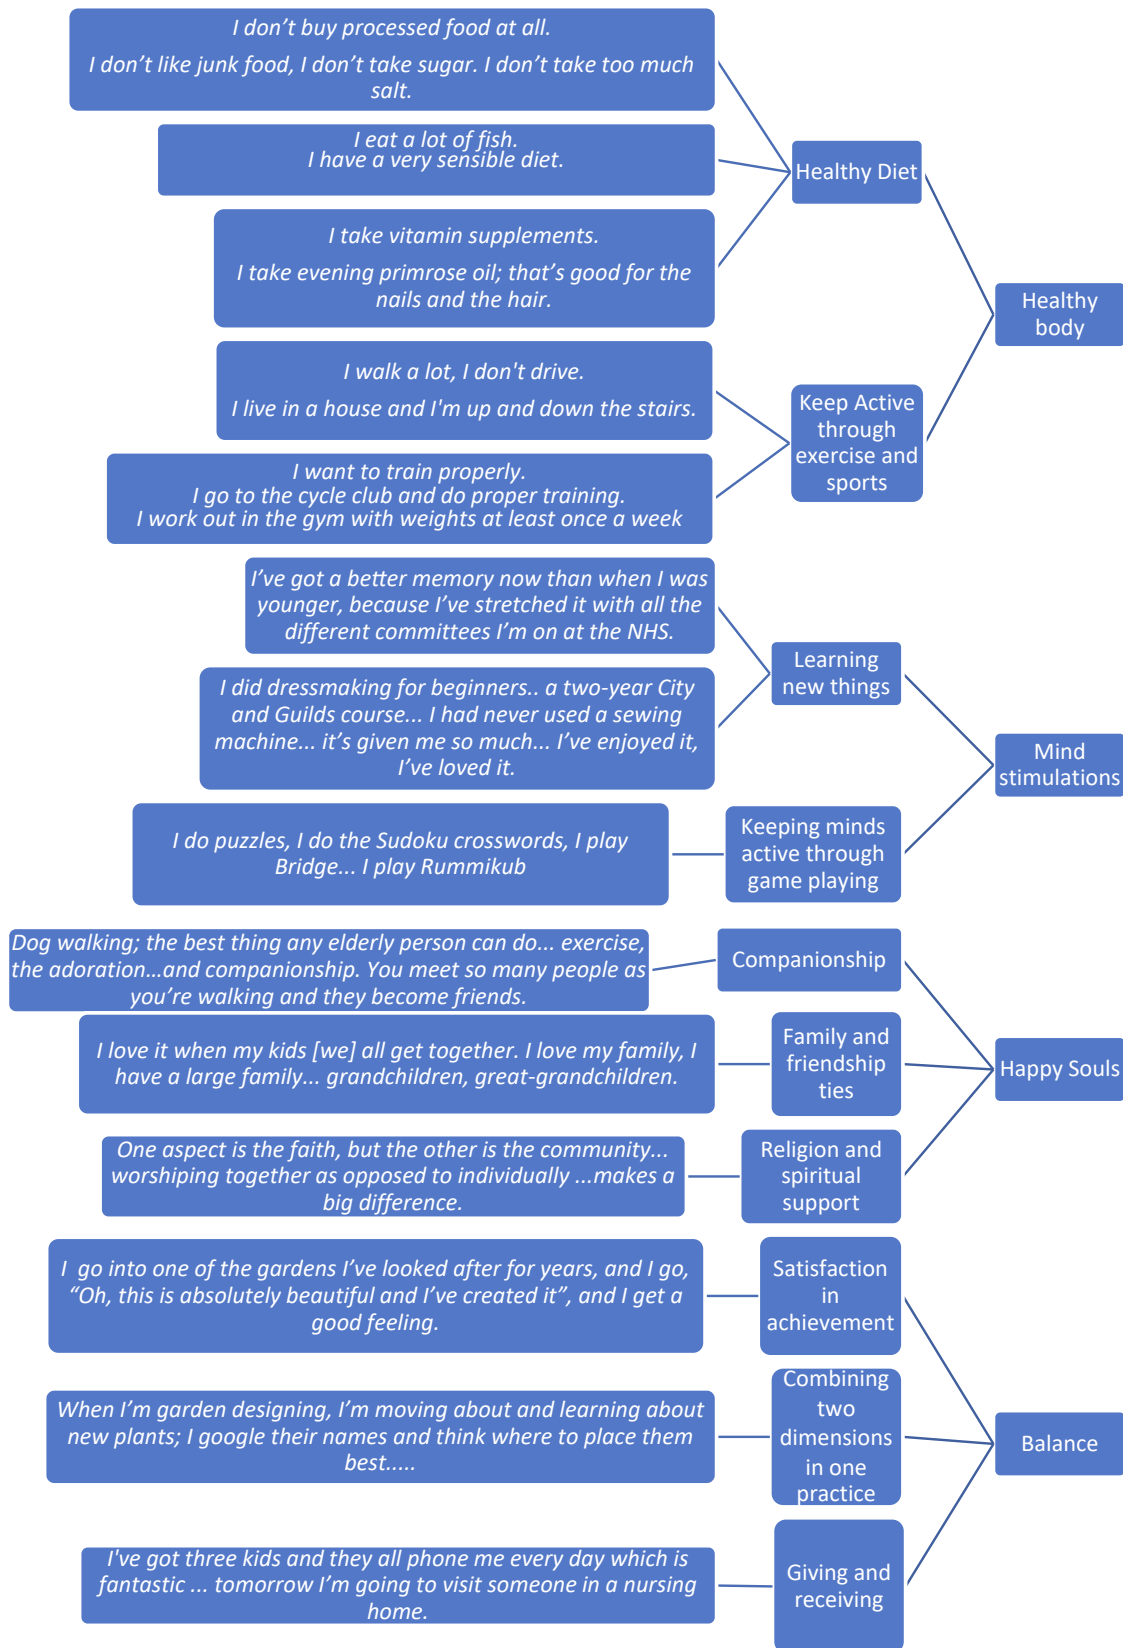 I don’t buy processed food at all.
I don’t like junk food, I don’t take sugar. I don’t take too much
salt.
I eat a lot of fish.
I have a very sensible diet.
I take vitamin supplements.
I take evening primrose oil; that’s good for the
nails and the hair.
Healthy Diet
I walk a lot, I don't drive.
I live in a house and I'm up and down the stairs.
I want to train properly.
I go to the cycle club and do proper training.
I work out in the gym with weights at least once a week
Keep Active
through
exercise and
sports
Healthy
body
I’ve got a better memory now than when I was
younger, because I’ve stretched it with all the
different committees I’m on at the NHS.
I did dressmaking for beginners.. a two-year City
and Guilds course... I had never used a sewing
machine... it’s given me so much... I’ve enjoyed it,
I’ve loved it.
Learning
new things
I do puzzles, I do the Sudoku crosswords, I play
Bridge... I play Rummikub
Keeping minds
active through
game playing
Mind
stimulations
Dog walking; the best thing any elderly person can do... exercise,
the adoration…and companionship. You meet so many people as
you’re walking and they become friends.
Companionship
I love it when my kids [we] all get together. I love my family, I
have a large family... grandchildren, great-grandchildren.
Family and
friendship
ties
One aspect is the faith, but the other is the community...
worshiping together as opposed to individually ...makes a
big difference.
Religion and
spiritual
support
Happy Souls
I  go into one of the gardens I’ve looked after for years, and I go,
“Oh, this is absolutely beautiful and I’ve created it”, and I get a
good feeling.
Satisfaction
in
achievement
When I’m garden designing, I’m moving about and learning about
new plants; I google their names and think where to place them
best.....
Combining
two
dimensions
in one
practice
I've got three kids and they all phone me every day which is
fantastic ... tomorrow I’m going to visit someone in a nursing
home.
Giving and
receiving
Balance